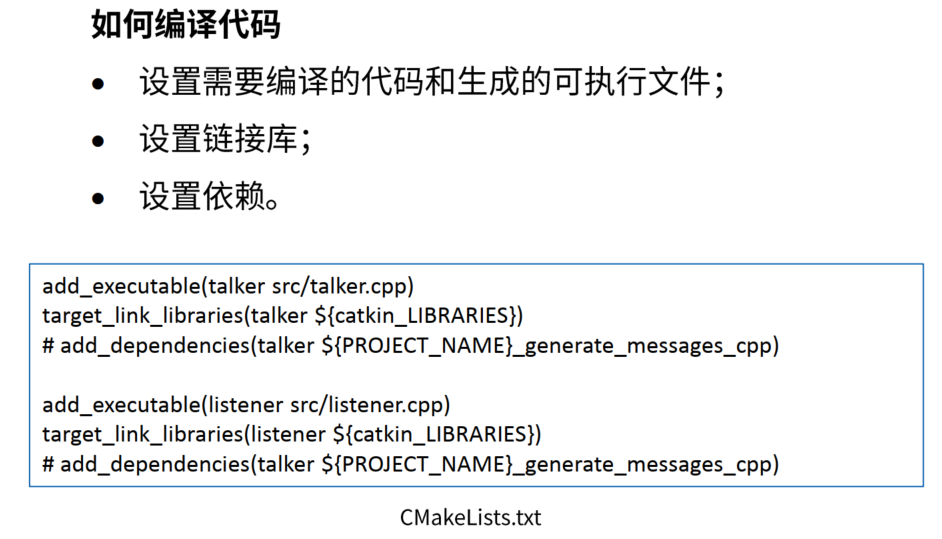 如何编译代码
• 设置需要编译的代码和生成的可执行文件；
• 设置链接库；
• 设置依赖。
add_executable(talker src/talker.cpp)
target_link_libraries(talker ${catkin_LIBRARIES})
# add_dependencies(talker ${PROJECT_NAME}_generate_messages_cpp)
add_executable(listener src/listener.cpp)
target_link_libraries(listener ${catkin_LIBRARIES})
# add_dependencies(talker ${PROJECT_NAME}_generate_messages_cpp)
CMakeLists.txt